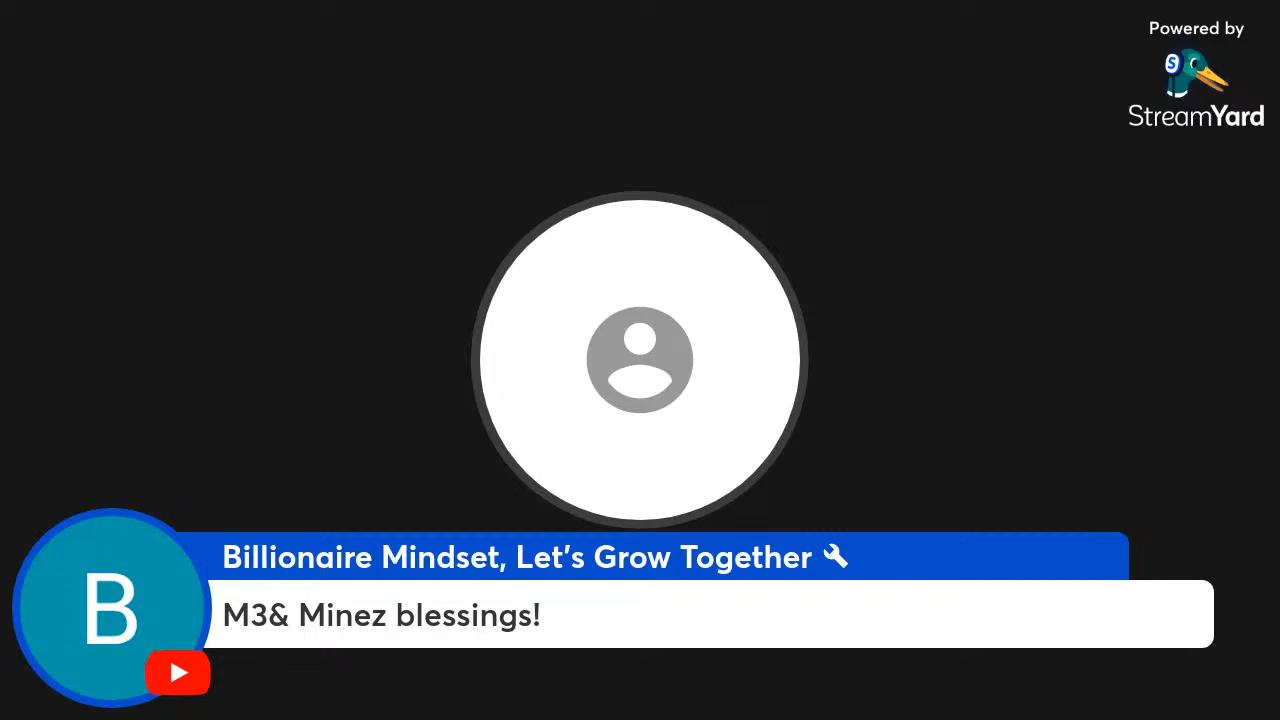 Powered by
S
StreamYard
Billionaire Mindset, Let's Grow Together
B
M3& Minez blessings!